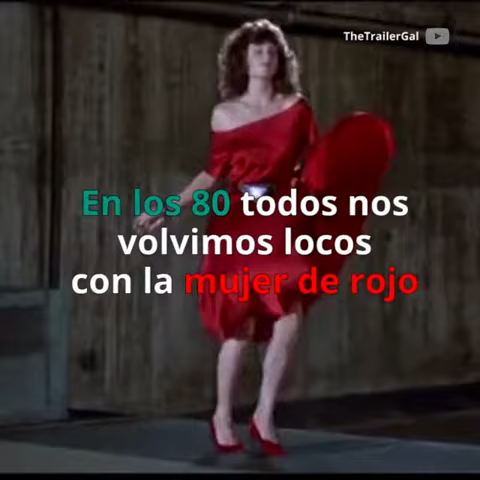 TheTrailerGal
En los 80 todos nos
volvimos locos
con la mujer de rojo